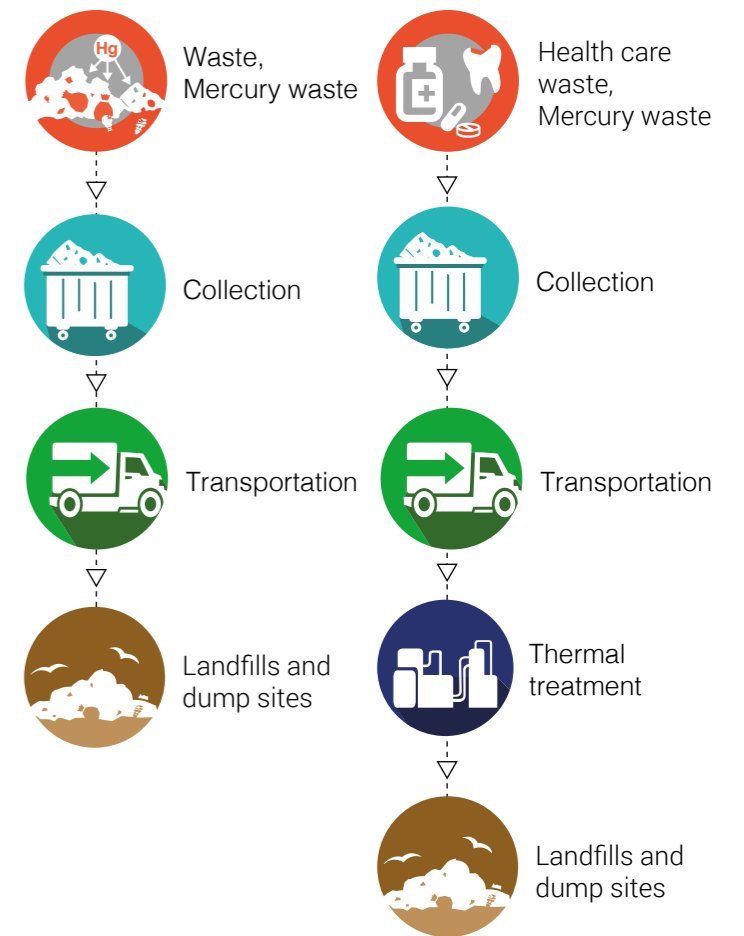 Hg
Waste,
Mercury waste
Collection
Transportation
Landfills and
dump sites
Health care
waste,
Mercury waste
Collection
Transportation
Thermal
treatment
Landfills and
dump sites